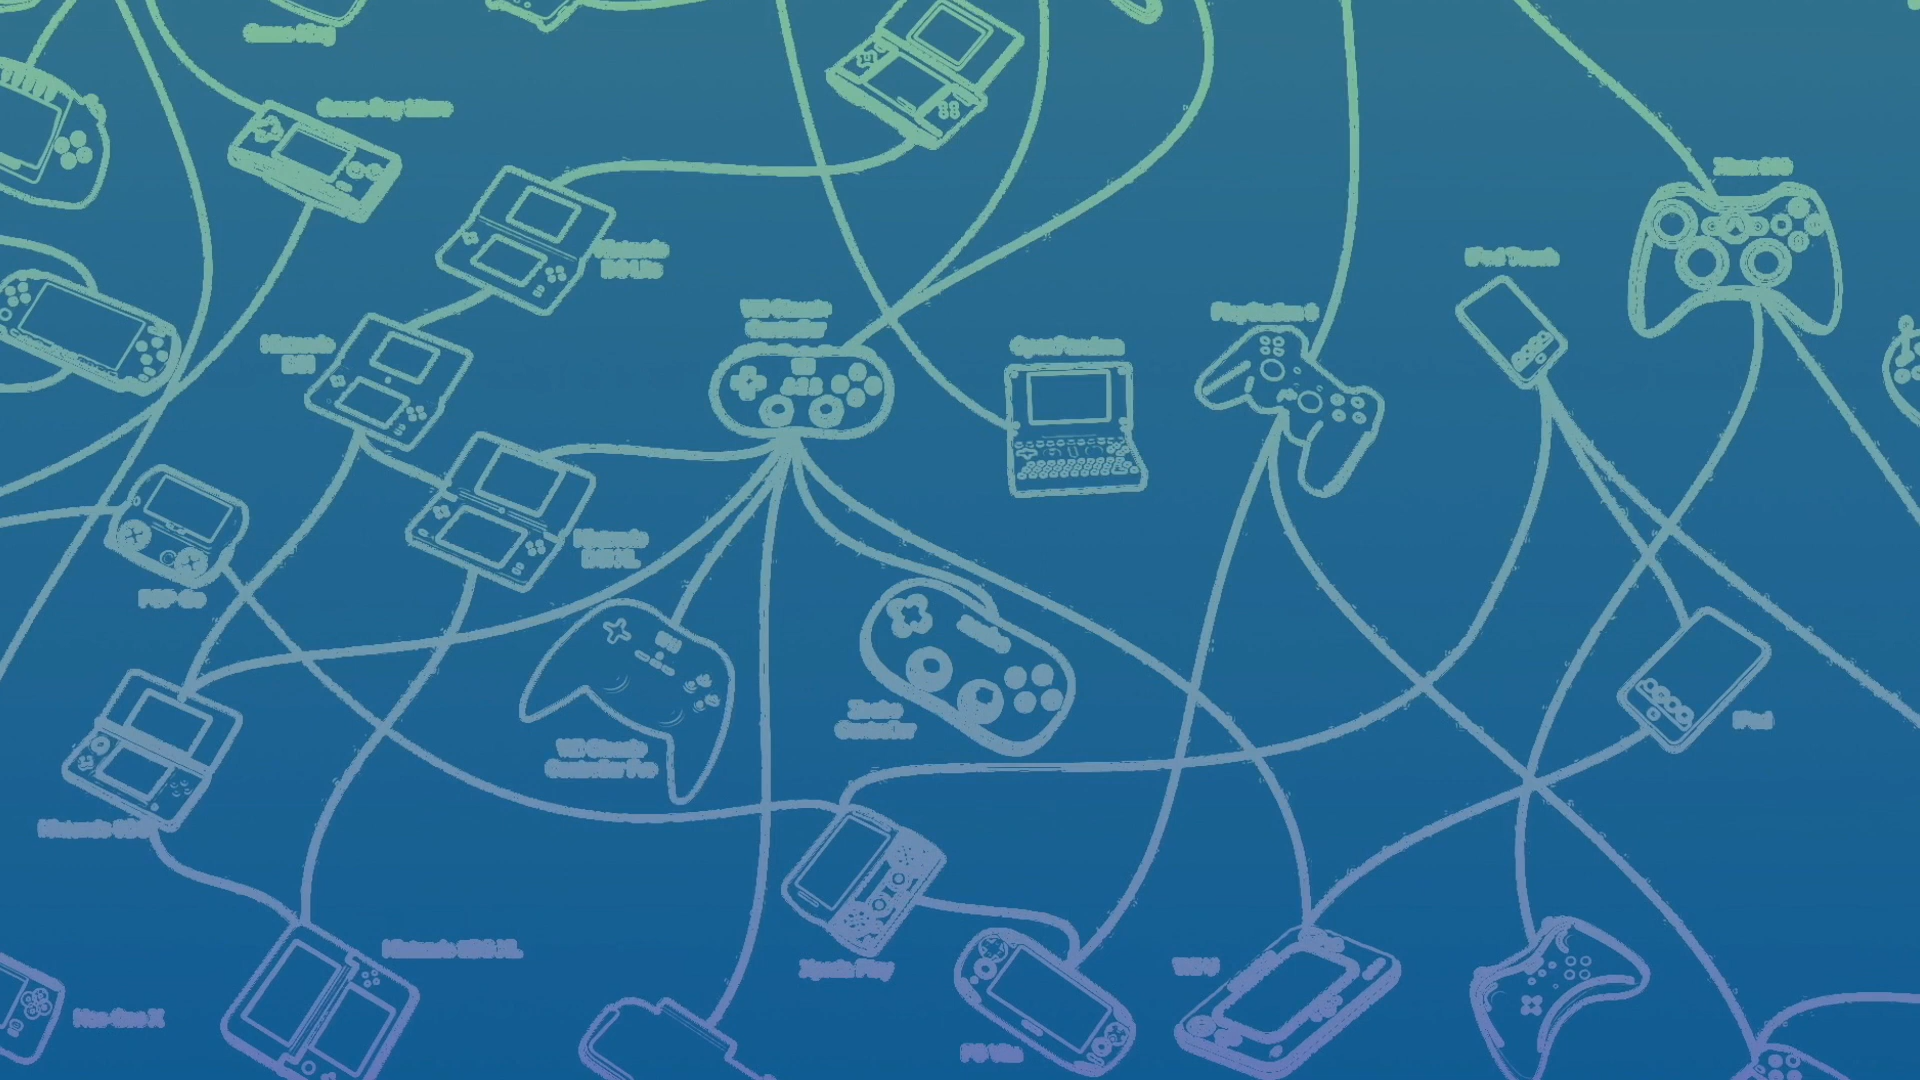 Game Boy Micro
Xbox 360
Nintendo
DS Lite
iPod Touch
Wii Classic
Controller
PlayStation 3
Nintendo
DSi
OpenPandora
Nintendo
DSi XL
PSP Go
Zeebo
Controller
iPad
Wii Classic
Controller Pro
Nintendo 3DS
Nintendo 3DS XL
Xperia Play
Wii U
Neo-Geo X
PS Vita